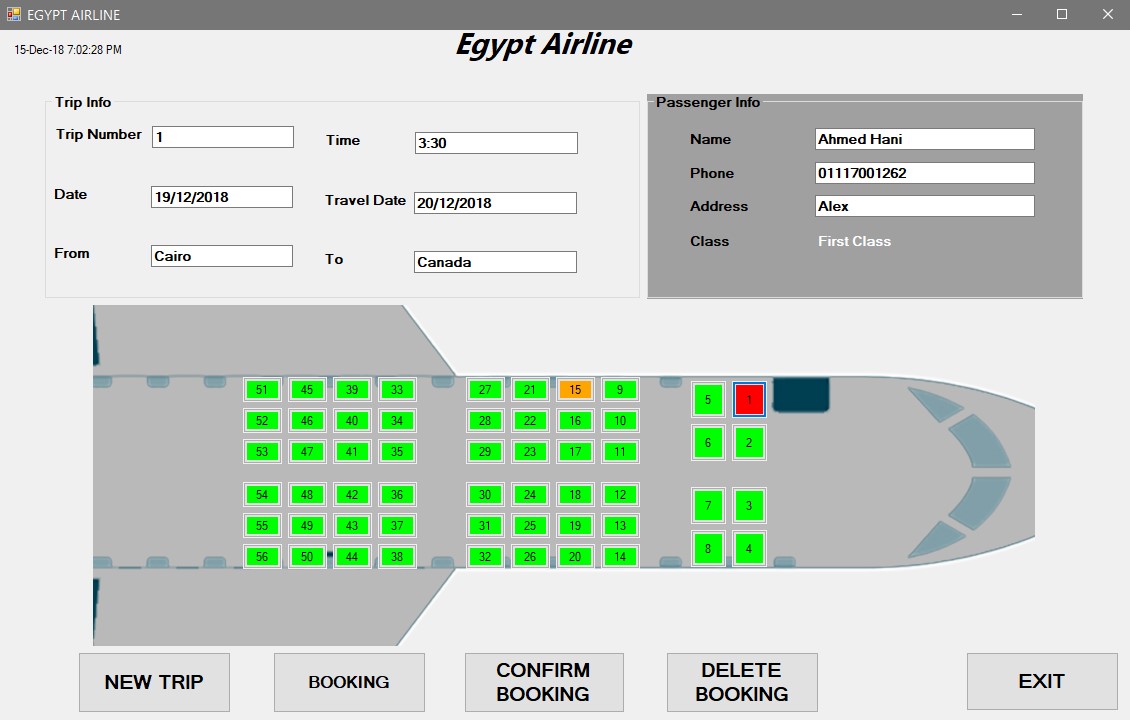 EGYPT AIRLINE
15-Dec-18 7:02:28 PM
Egypt Airline
Trip Info
Trip Number 1
Time 3:30
Date 19/12/2018
Travel Date 20/12/2018
From Cairo
To Canada
Passenger Info
Name Ahmed Hani
Phone 01117001262
Address Alex
Class First Class
51 45 39 33 27 21 15 9 5 1
52 46 40 34 28 22 16 10 6 2
53 47 41 35 29 23 17 11
54 48 42 36 30 24 18 12 7 3
55 49 43 37 31 25 19 13
56 50 44 38 32 26 20 14 8 4
NEW TRIP
BOOKING
CONFIRM
BOOKING
DELETE
BOOKING
EXIT